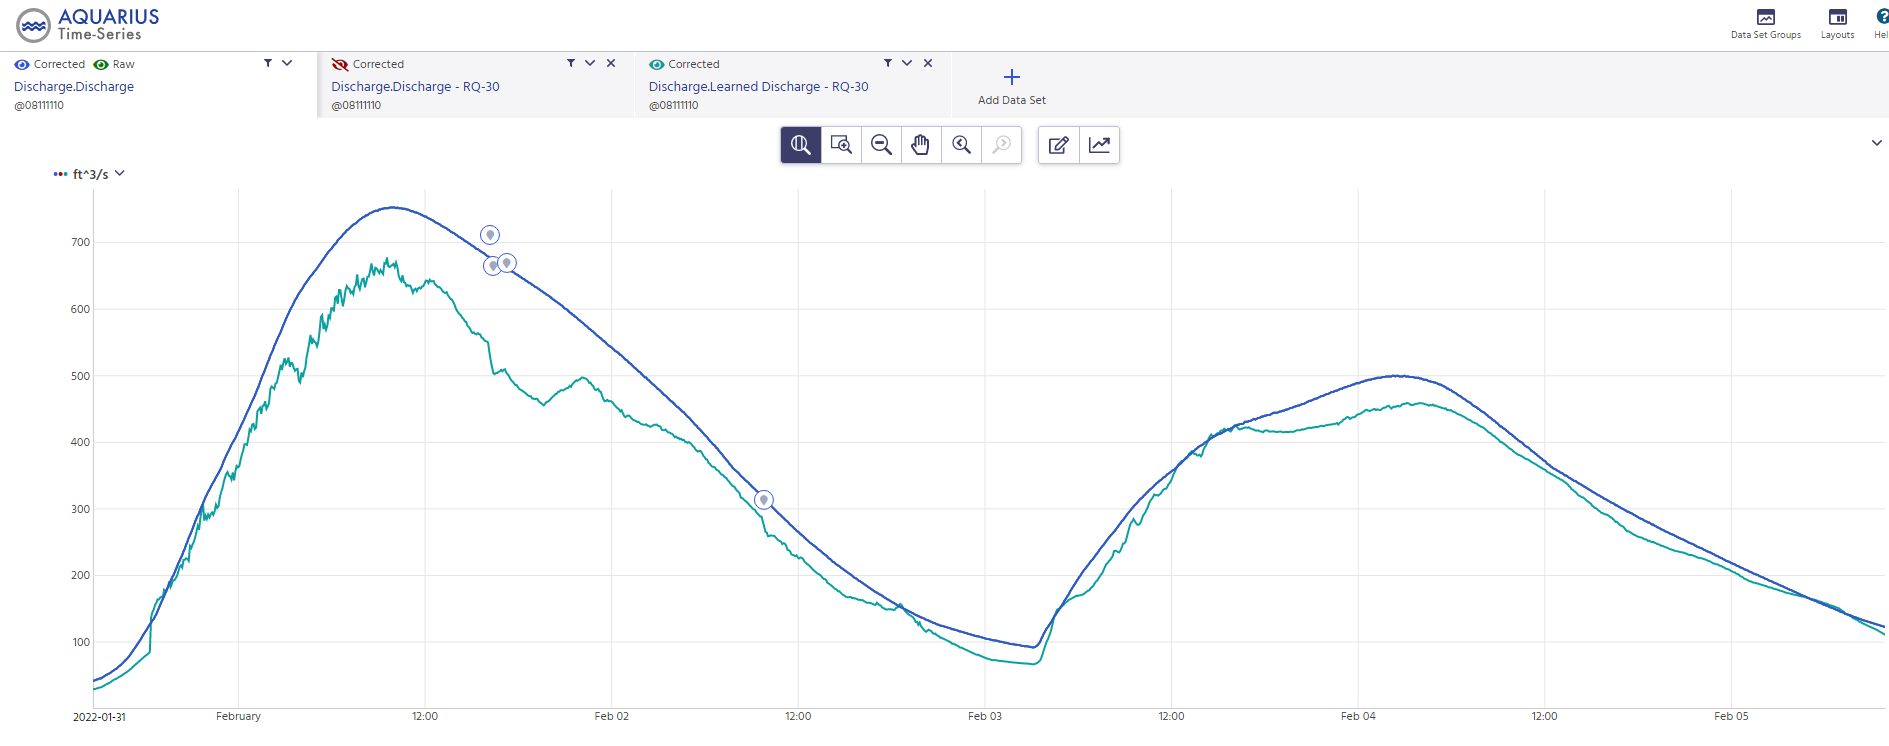 AQUARIUS
Time-Series
Data Set Groups
Layouts
Corrected Raw
Discharge.Discharge
@08111110
Corrected
Discharge.Discharge - RQ-30
@08111110
Corrected
Discharge.Learned Discharge - RQ-30
@08111110
Add Data Set
ft^3/s
700
600
500
400
300
200
100
2022-01-31 February 12:00 Feb 02 12:00 Feb 03 12:00 Feb 04 12:00 Feb 05